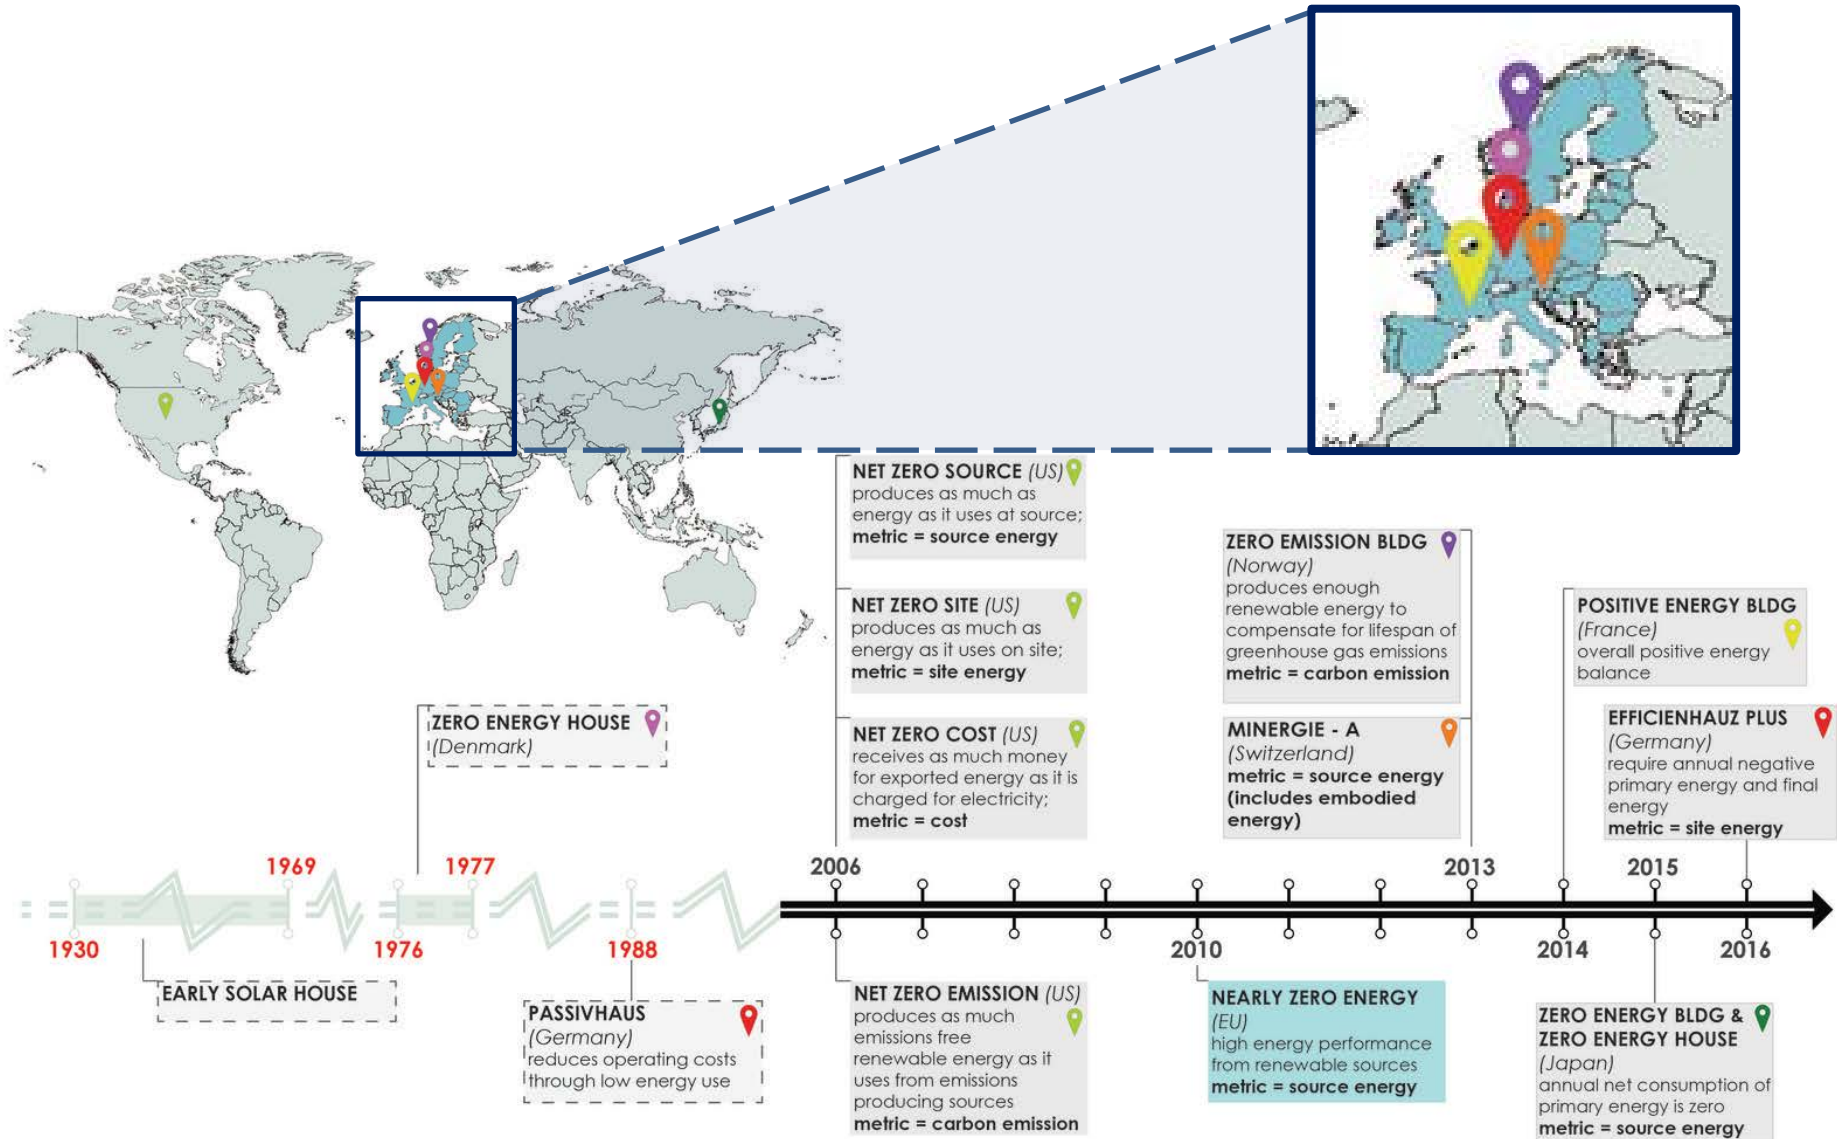 NET ZERO SOURCE (US)
produces as much as
energy as it uses at source;
metric = source energy
NET ZERO SITE (US)
produces as much as
energy as it uses on site;
metric = site energy
NET ZERO COST (US)
receives as much money
for exported energy as it is
charged for electricity;
metric = cost
ZERO EMISSION BLDG
(Norway)
produces enough
renewable energy to
compensate for lifespan of
greenhouse gas emissions
metric = carbon emission
MINERGIE - A
(Switzerland)
metric = source energy
(includes embodied
energy)
POSITIVE ENERGY BLDG
(France)
overall positive energy
balance
EFFICIENHAUZ PLUS
(Germany)
require annual negative
primary energy and final
energy
metric = site energy
ZERO ENERGY HOUSE
(Denmark)
1969
1977
2006
2013
2015
1930
1976
1988
2010
2014
2016
EARLY SOLAR HOUSE
PASSIVHAUS
(Germany)
reduces operating costs
through low energy use
NET ZERO EMISSION (US)
produces as much
emissions free
renewable energy as it
uses from emissions
producing sources
metric = carbon emission
NEARLY ZERO ENERGY
(EU)
high energy performance
from renewable sources
metric = source energy
ZERO ENERGY BLDG &
ZERO ENERGY HOUSE
(Japan)
annual net consumption of
primary energy is zero
metric = source energy